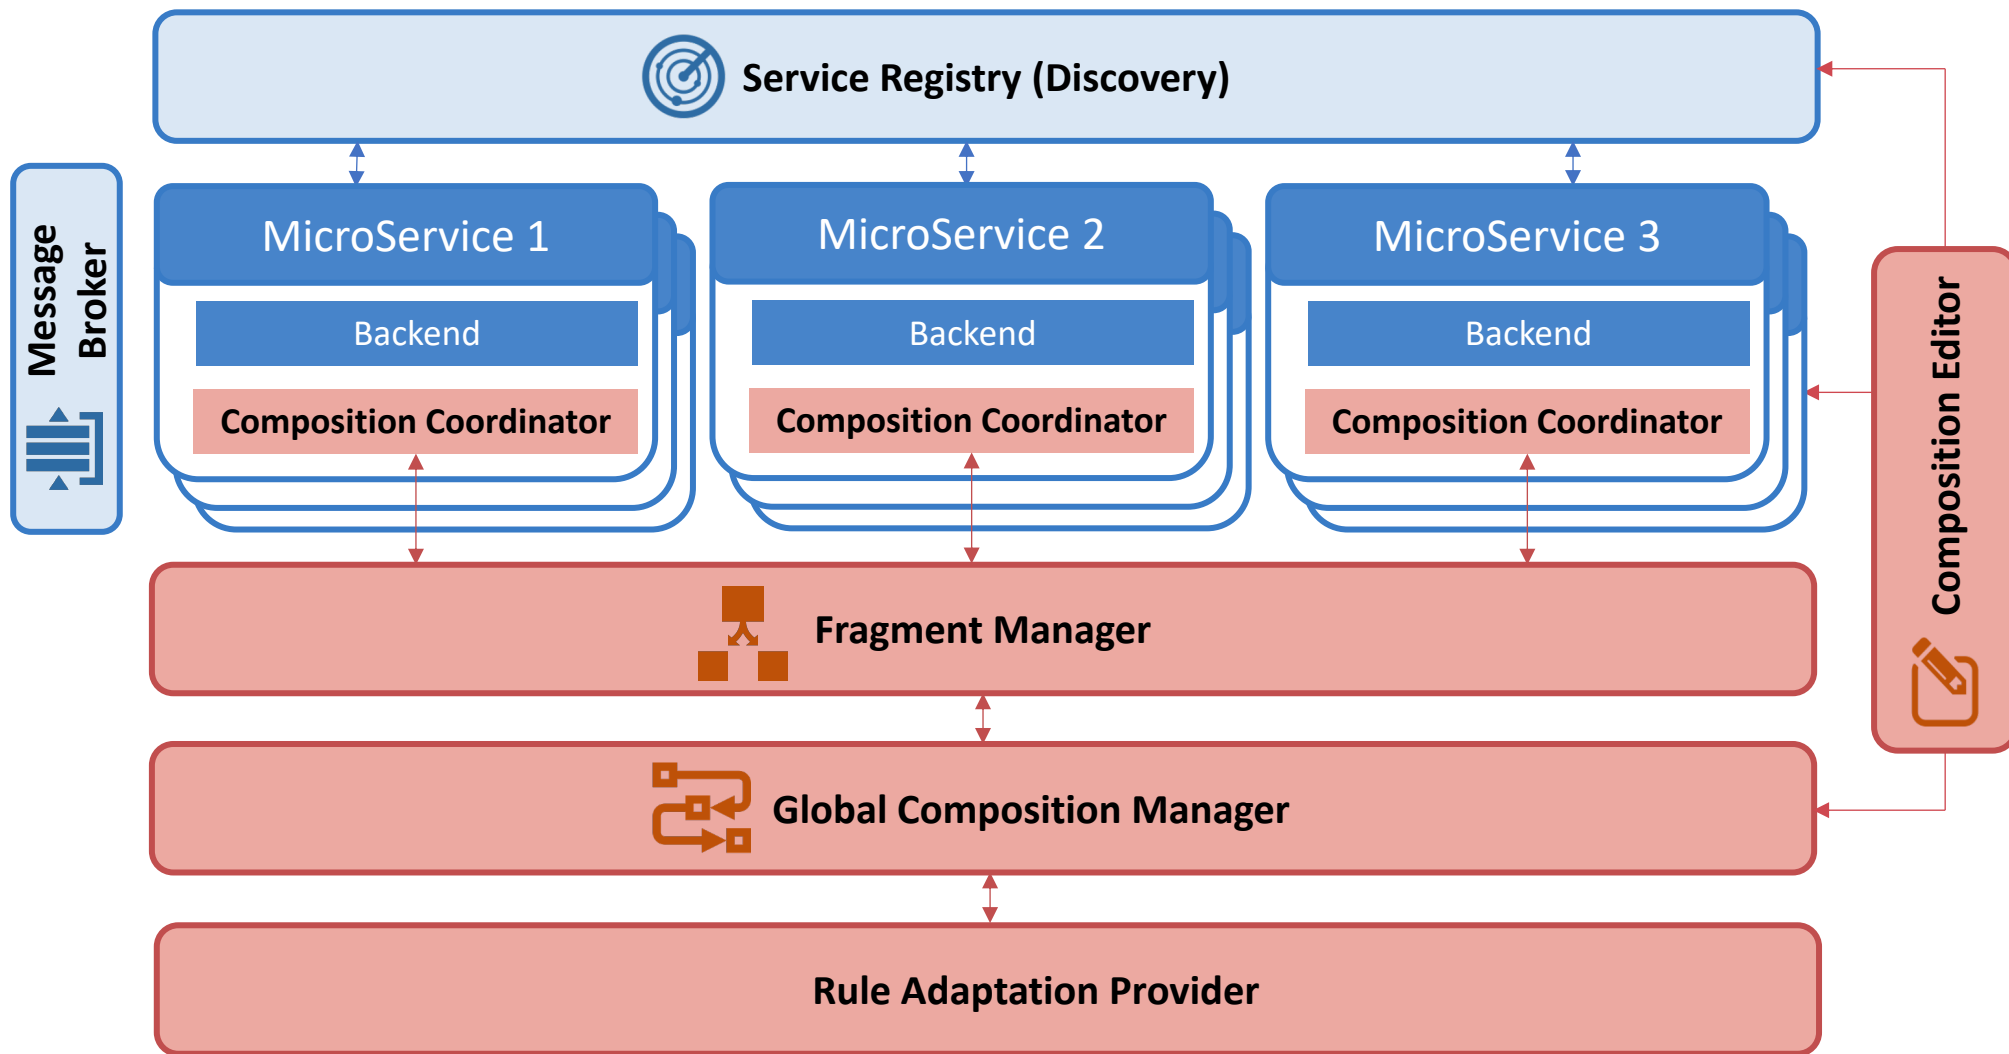 Service Registry (Discovery)
Message
Broker
MicroService 1
Backend
Composition Coordinator
MicroService 2
Backend
Composition Coordinator
MicroService 3
Backend
Composition Coordinator
Composition Editor
Fragment Manager
Global Composition Manager
Rule Adaptation Provider